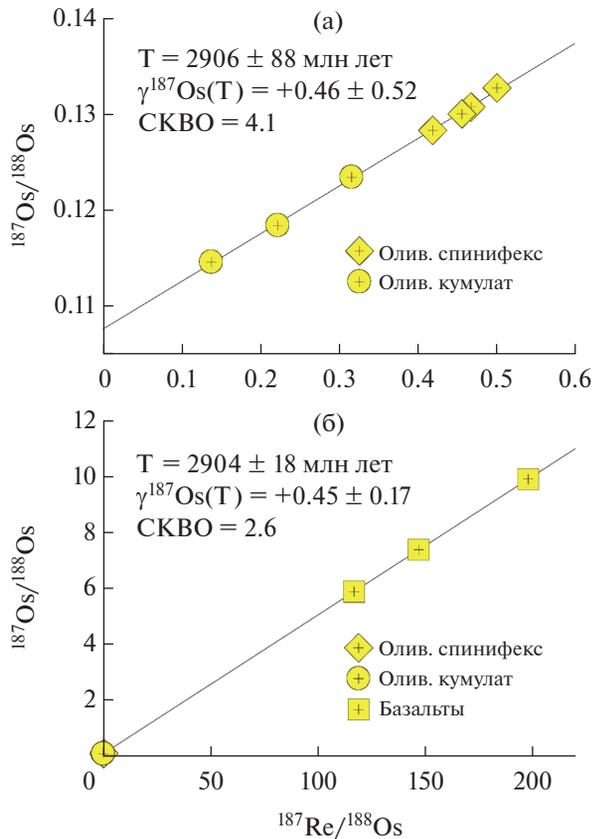 (а)
T = 2906 ± 88 млн лет
γ¹⁸⁷Os(T) = +0.46 ± 0.52
СКВО = 4.1
¹⁸⁷Os/¹⁸⁸Os
0.14
0.13
0.12
0.11
Олив. спинифекс
Олив. кумулат
0 0.1 0.2 0.3 0.4 0.5 0.6
(б)
T = 2904 ± 18 млн лет
γ¹⁸⁷Os(T) = +0.45 ± 0.17
СКВО = 2.6
¹⁸⁷Os/¹⁸⁸Os
12
10
8
6
4
2
Олив. спинифекс
Олив. кумулат
Базальты
0 50 100 150 200
¹⁸⁷Re/¹⁸⁸Os